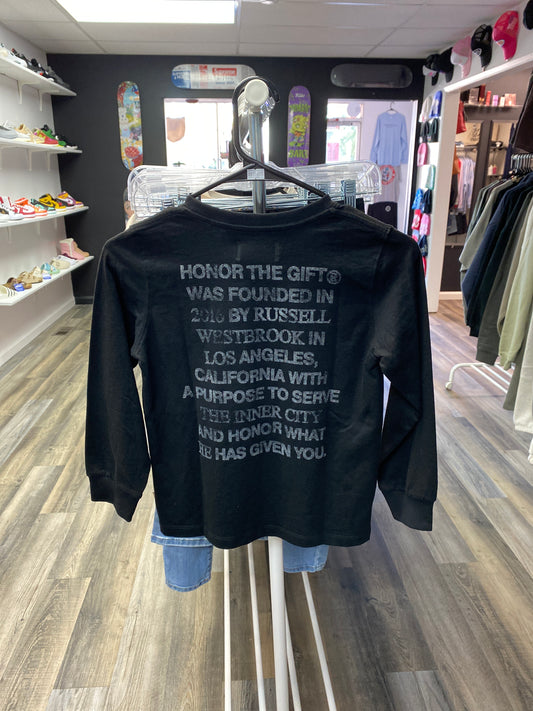 Supreme
HONOR THE GIFT®
WAS FOUNDED IN
2016 BY RUSSELL
WESTBROOK IN
LOS ANGELES,
CALIFORNIA WITH
A PURPOSE TO SERVE
THE INNER CITY
AND HONOR WHAT
HE HAS GIVEN YOU.